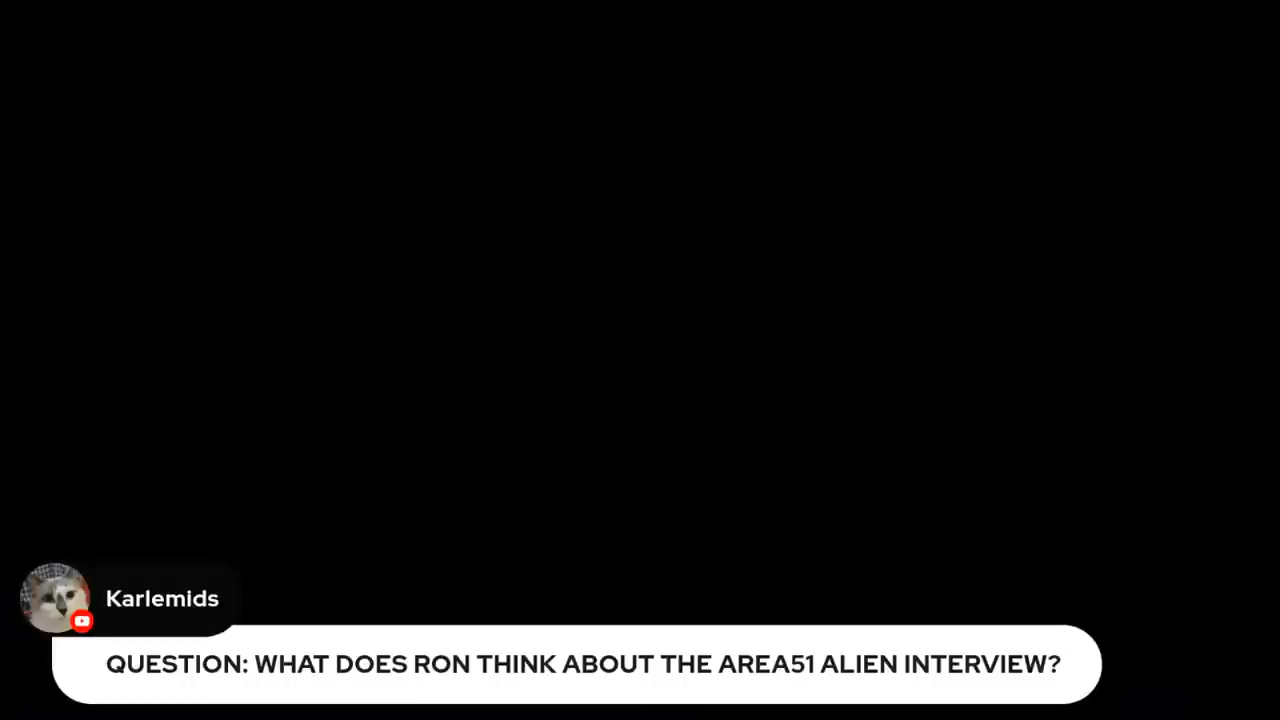 Karlemids
QUESTION: WHAT DOES RON THINK ABOUT THE AREA51 ALIEN INTERVIEW?